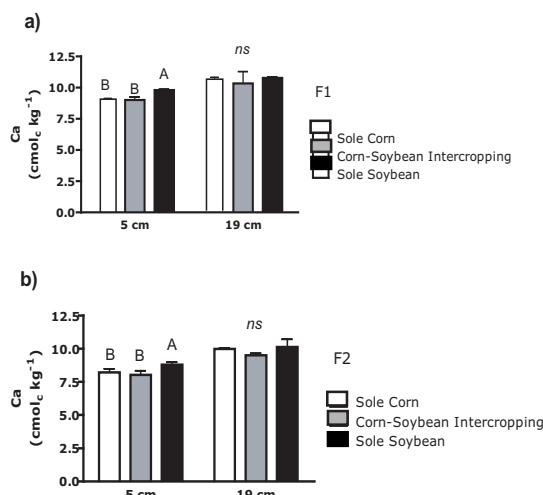 a)
ns
12.5
B B A
10.0
7.5
5.0
2.5
0.0
Ca
(cmolc kg-1)
5 cm 19 cm
F1
Sole Corn
Corn-Soybean Intercropping
Sole Soybean
b)
12.5
ns
B B A
10.0
7.5
5.0
2.5
0.0
Ca
(cmolc kg-1)
5 cm 19 cm
F2
Sole Corn
Corn-Soybean Intercropping
Sole Soybean